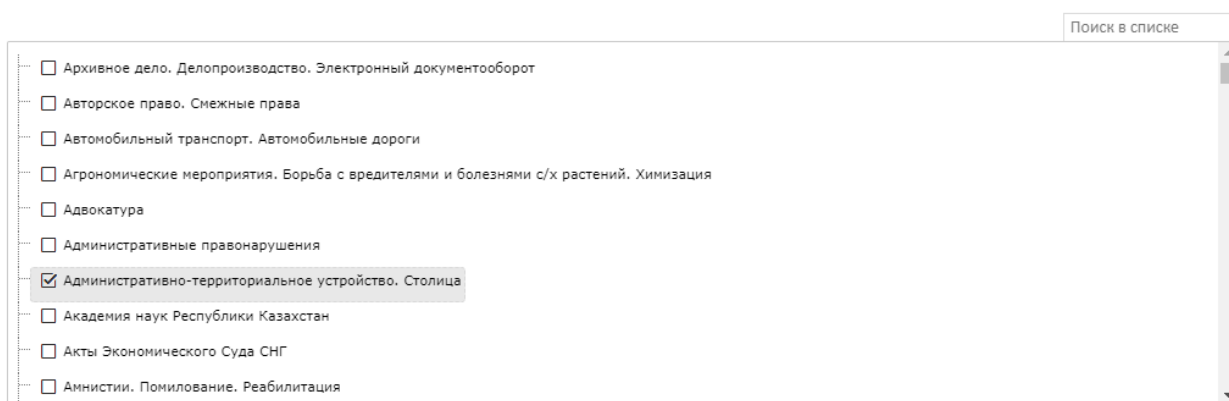 Поиск в списке
Архивное дело. Делопроизводство. Электронный документооборот
Авторское право. Смежные права
Автомобильный транспорт. Автомобильные дороги
Агрономические мероприятия. Борьба с вредителями и болезнями с/х растений. Химизация
Адвокатура
Административные правонарушения
Административно-территориальное устройство. Столица
Академия наук Республики Казахстан
Акты Экономического Суда СНГ
Амнистии. Помилование. Реабилитация